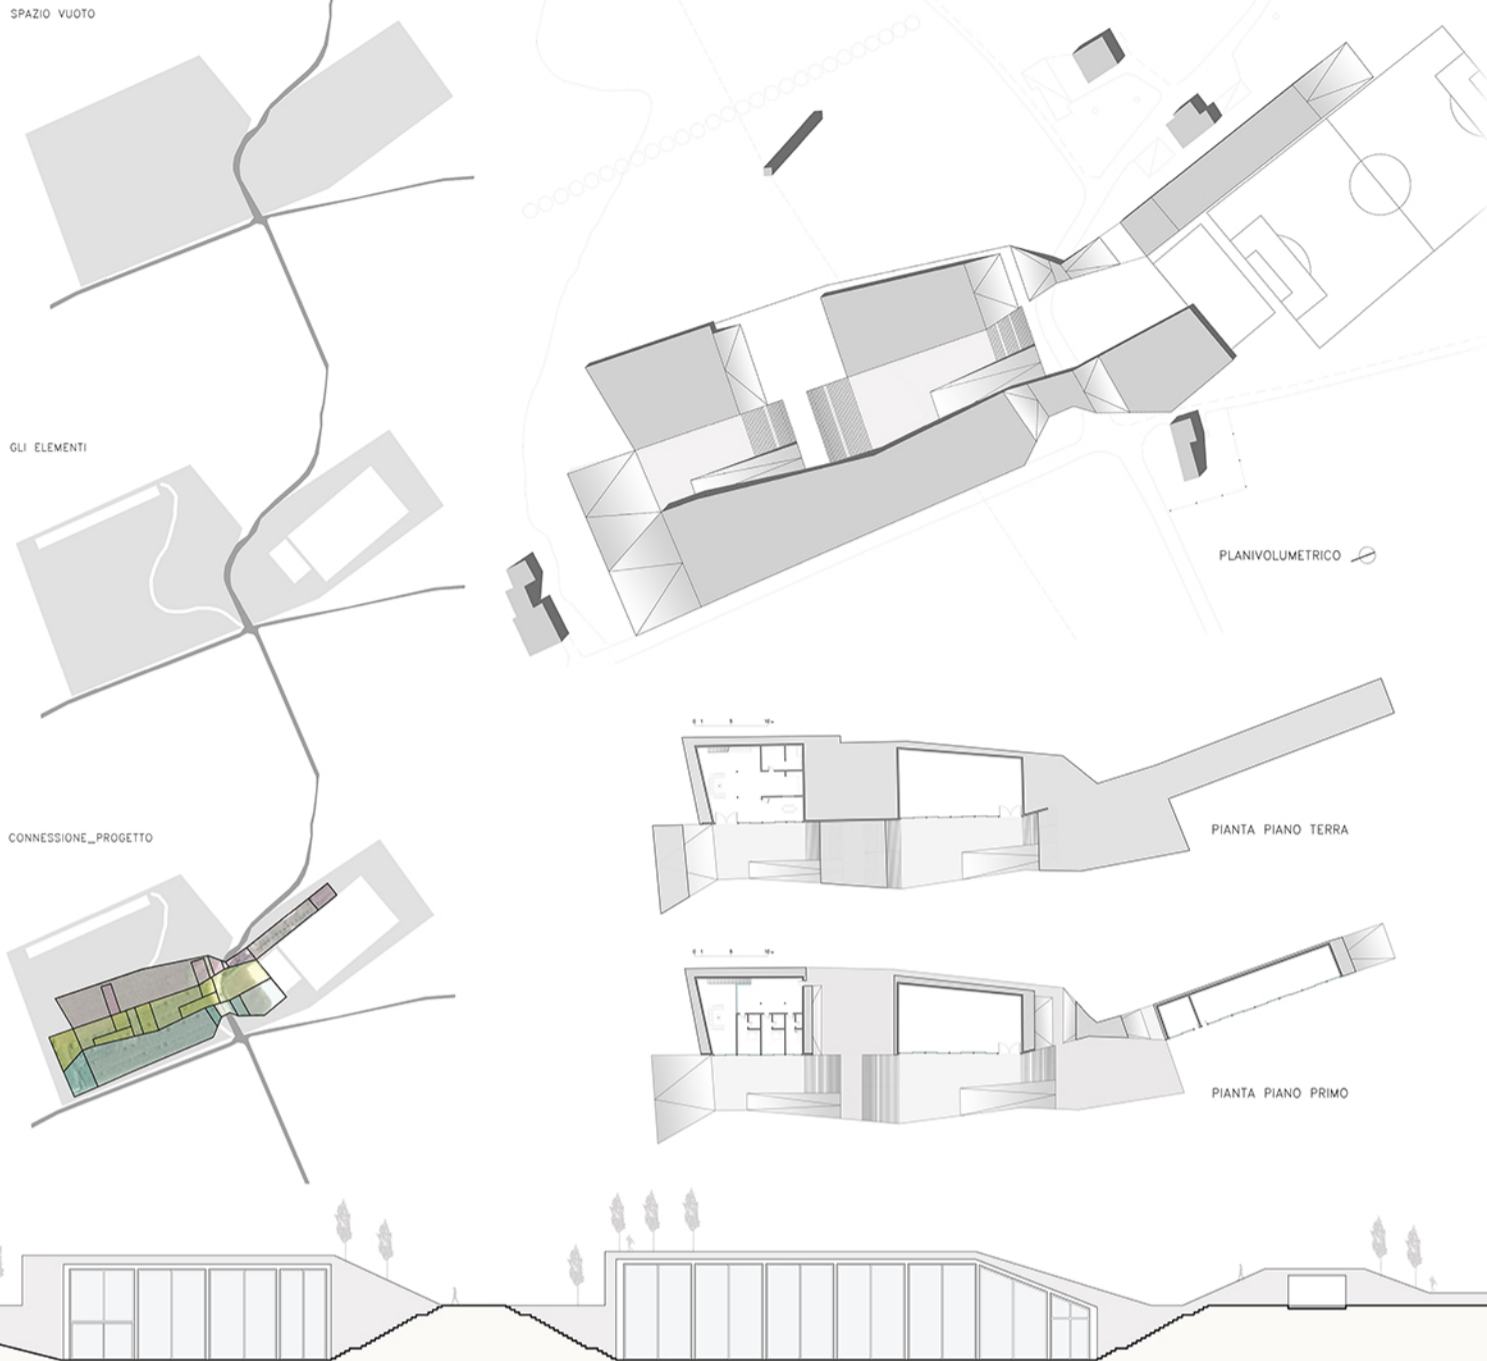 SPAZIO VUOTO
GLI ELEMENTI
PLANIVOLUMETRICO
PIANTA PIANO TERRA
CONNESSIONE_PROGETTO
PIANTA PIANO PRIMO